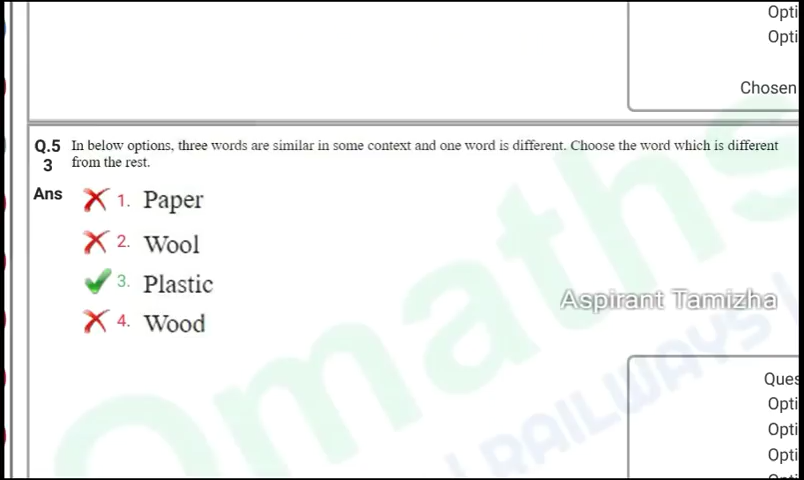 Opti
Opti
Chosen
Q.5 In below options, three words are similar in some context and one word is different. Choose the word which is different
3 from the rest.
Ans 1. Paper
2. Wool
3. Plastic
4. Wood
Aspirant Tamizha
Omaths
| RAILWAYS |
Ques
Opti
Opti
Opti